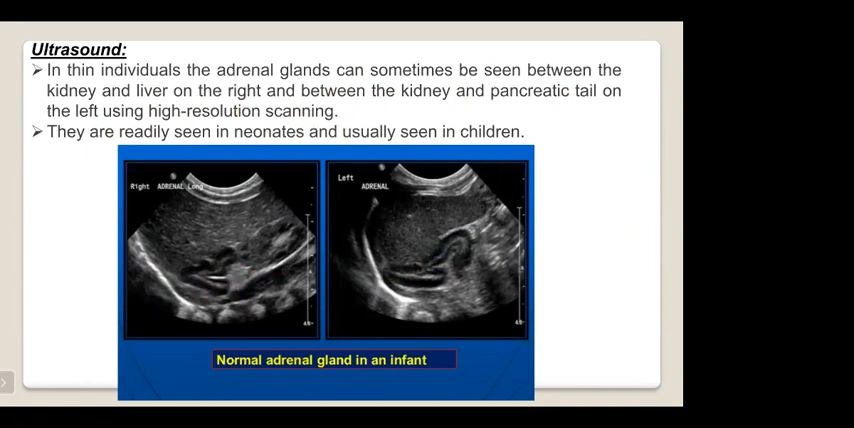 Ultrasound:
➤ In thin individuals the adrenal glands can sometimes be seen between the
kidney and liver on the right and between the kidney and pancreatic tail on
the left using high-resolution scanning.
➤ They are readily seen in neonates and usually seen in children.
Right ADRENAL Long
Left
ADRENAL
Normal adrenal gland in an infant